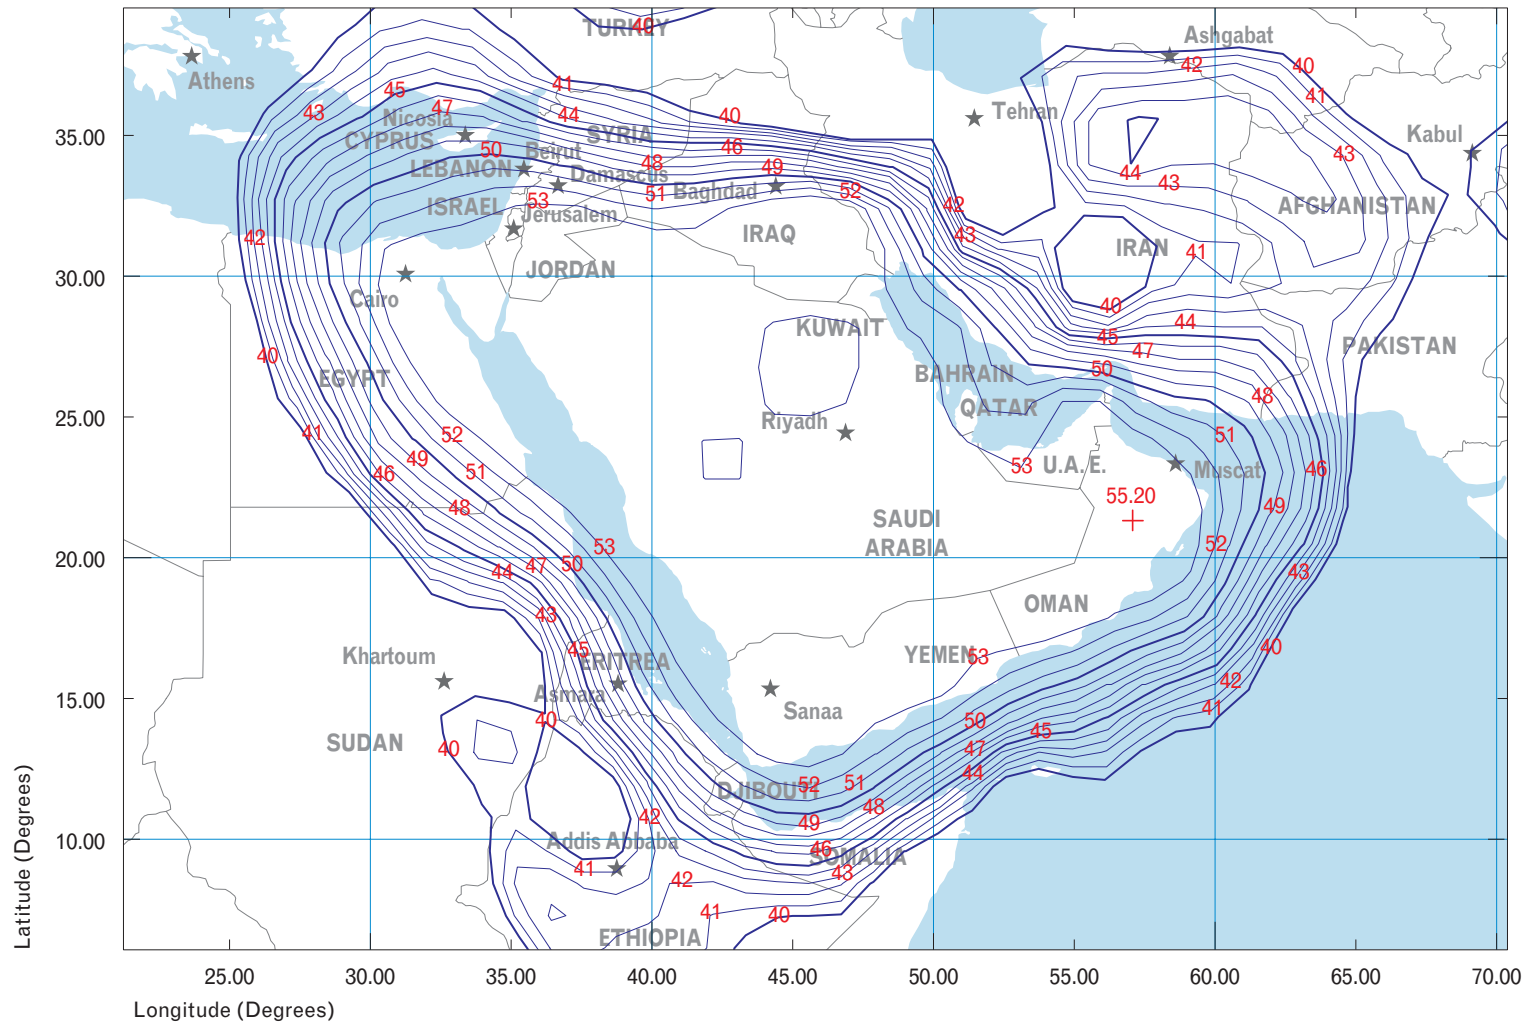 40
TURKEY
Ashgabat
Athens
42
40
41
45
41
43
47
44
40
Tehran
Nicosia
35.00
CYPRUS
SYRIA
Kabul
50
Beirut
46
43
LEBANON
48
49
44
43
Damascus
53
51
Baghdad
52
ISRAEL
Jerusalem
42
AFGHANISTAN
42
IRAQ
43
IRAN
41
JORDAN
30.00
Cairo
40
KUWAIT
44
45
40
47
PAKISTAN
EGYPT
BAHRAIN
50
48
QATAR
25.00
Riyadh
41
52
51
49
53
U.A.E.
46
51
Muscat
46
55.20
48
49
SAUDI
ARABIA
53
52
20.00
44
47
50
43
OMAN
43
45
ERITREA
YEMEN
53
40
Khartoum
42
Asmara
15.00
Sanaa
41
40
50
45
SUDAN
40
47
44
DJIBOUTI
52
51
48
42
49
10.00
Addis Abbaba
46
SOMALIA
41
43
42
41
40
ETHIOPIA
25.00
30.00
35.00
40.00
45.00
50.00
55.00
60.00
65.00
70.00
Latitude (Degrees)
Longitude (Degrees)